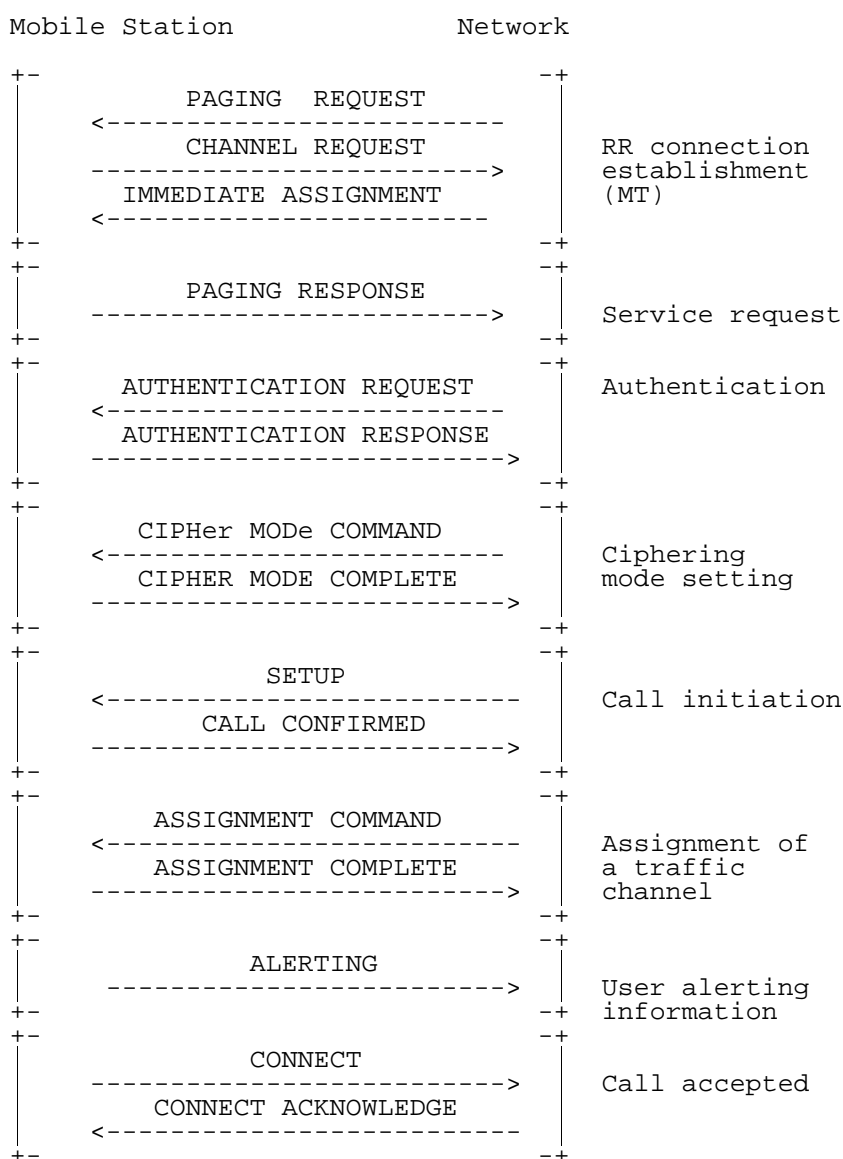 Mobile Station Network
PAGING REQUEST
CHANNEL REQUEST
RR connection
establishment
IMMEDIATE ASSIGNMENT
(MT)
PAGING RESPONSE
Service request
AUTHENTICATION REQUEST
Authentication
AUTHENTICATION RESPONSE
CIPHer MODe COMMAND
Ciphering
CIPHER MODE COMPLETE
mode setting
SETUP
Call initiation
CALL CONFIRMED
ASSIGNMENT COMMAND
Assignment of
ASSIGNMENT COMPLETE
a traffic
channel
ALERTING
User alerting
information
CONNECT
Call accepted
CONNECT ACKNOWLEDGE